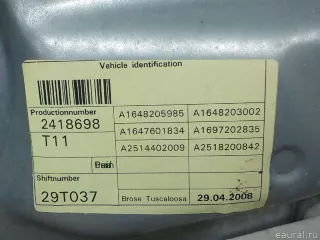 Vehicle identification
Productionnumber
2418698
T11
A1648205985 A1648203002
A1647601834 A1697202835
A2514402009 A2518200842
Shiftnumber
29T037
Brose Tuscaloosa 29.04.2008
eaural.ru